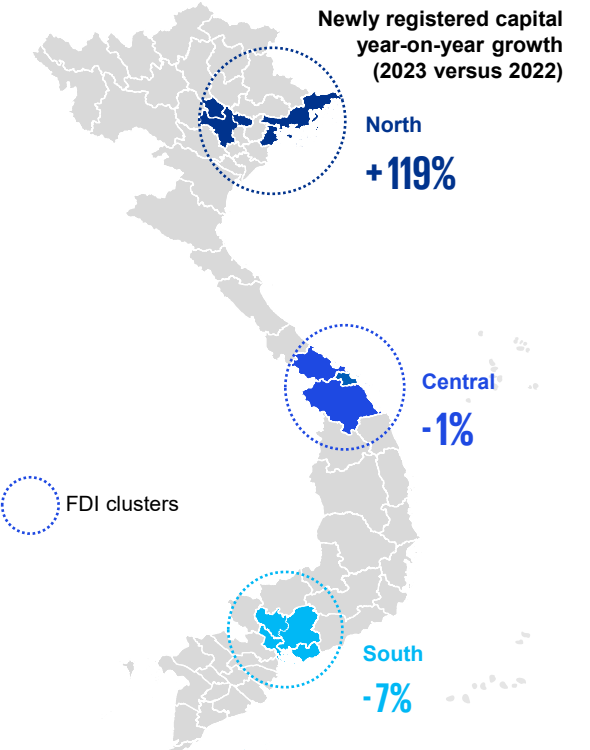 Newly registered capital
year-on-year growth
(2023 versus 2022)
North
+119%
Central
-1%
FDI clusters
South
-7%